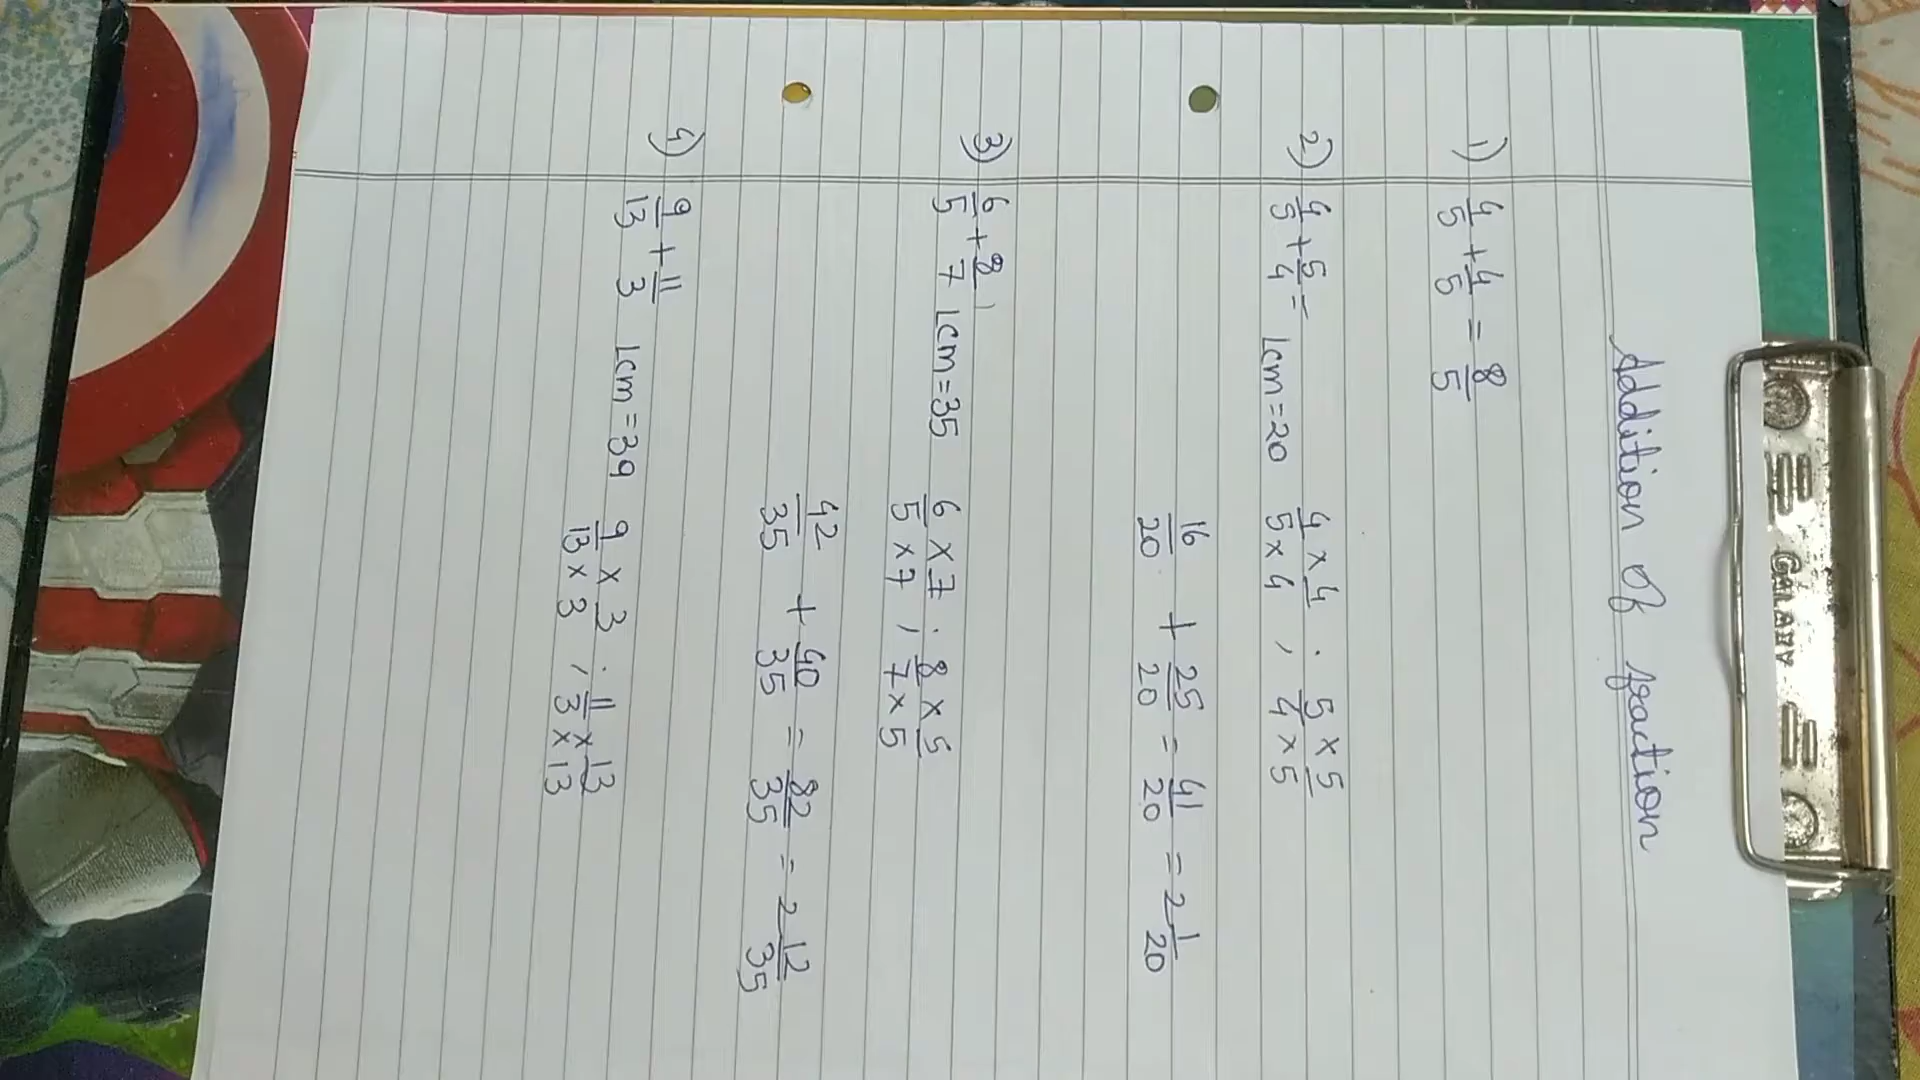 GALAXY
Addition Of fraction
1) 4/5 + 4/5 = 8/5
2) 4/5 + 5/4 = Lcm=20 4×4/5×4 ; 5×5/4×5
16/20 + 25/20 = 41/20 = 2 1/20
3) 6/5 + 8/7 , Lcm=35 6×7/5×7 ; 8×5/7×5
42/35 + 40/35 = 82/35 = 2 12/35
4) 9/13 + 11/3 Lcm=39 9×3/13×3 ; 11×13/3×13